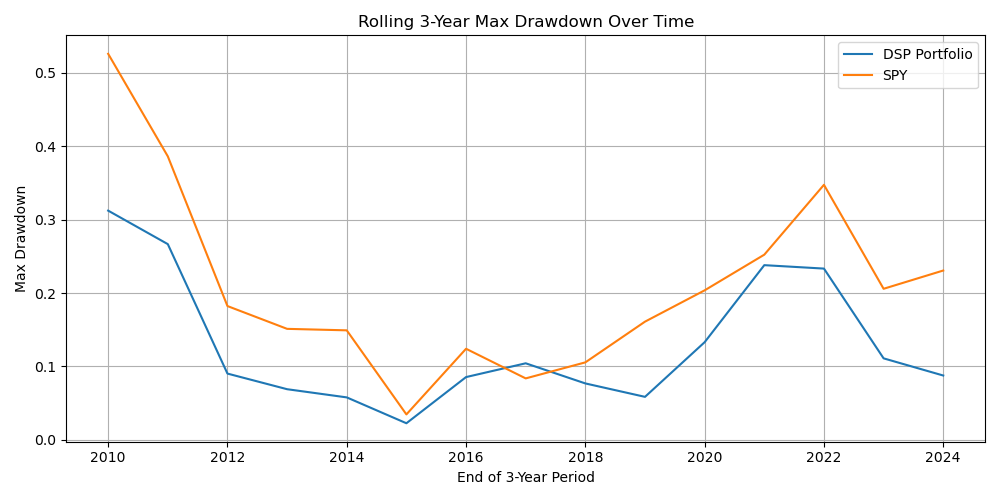 Rolling 3-Year Max Drawdown Over Time
DSP Portfolio
SPY
Max Drawdown
0.5
0.4
0.3
0.2
0.1
0.0
2010 2012 2014 2016 2018 2020 2022 2024
End of 3-Year Period